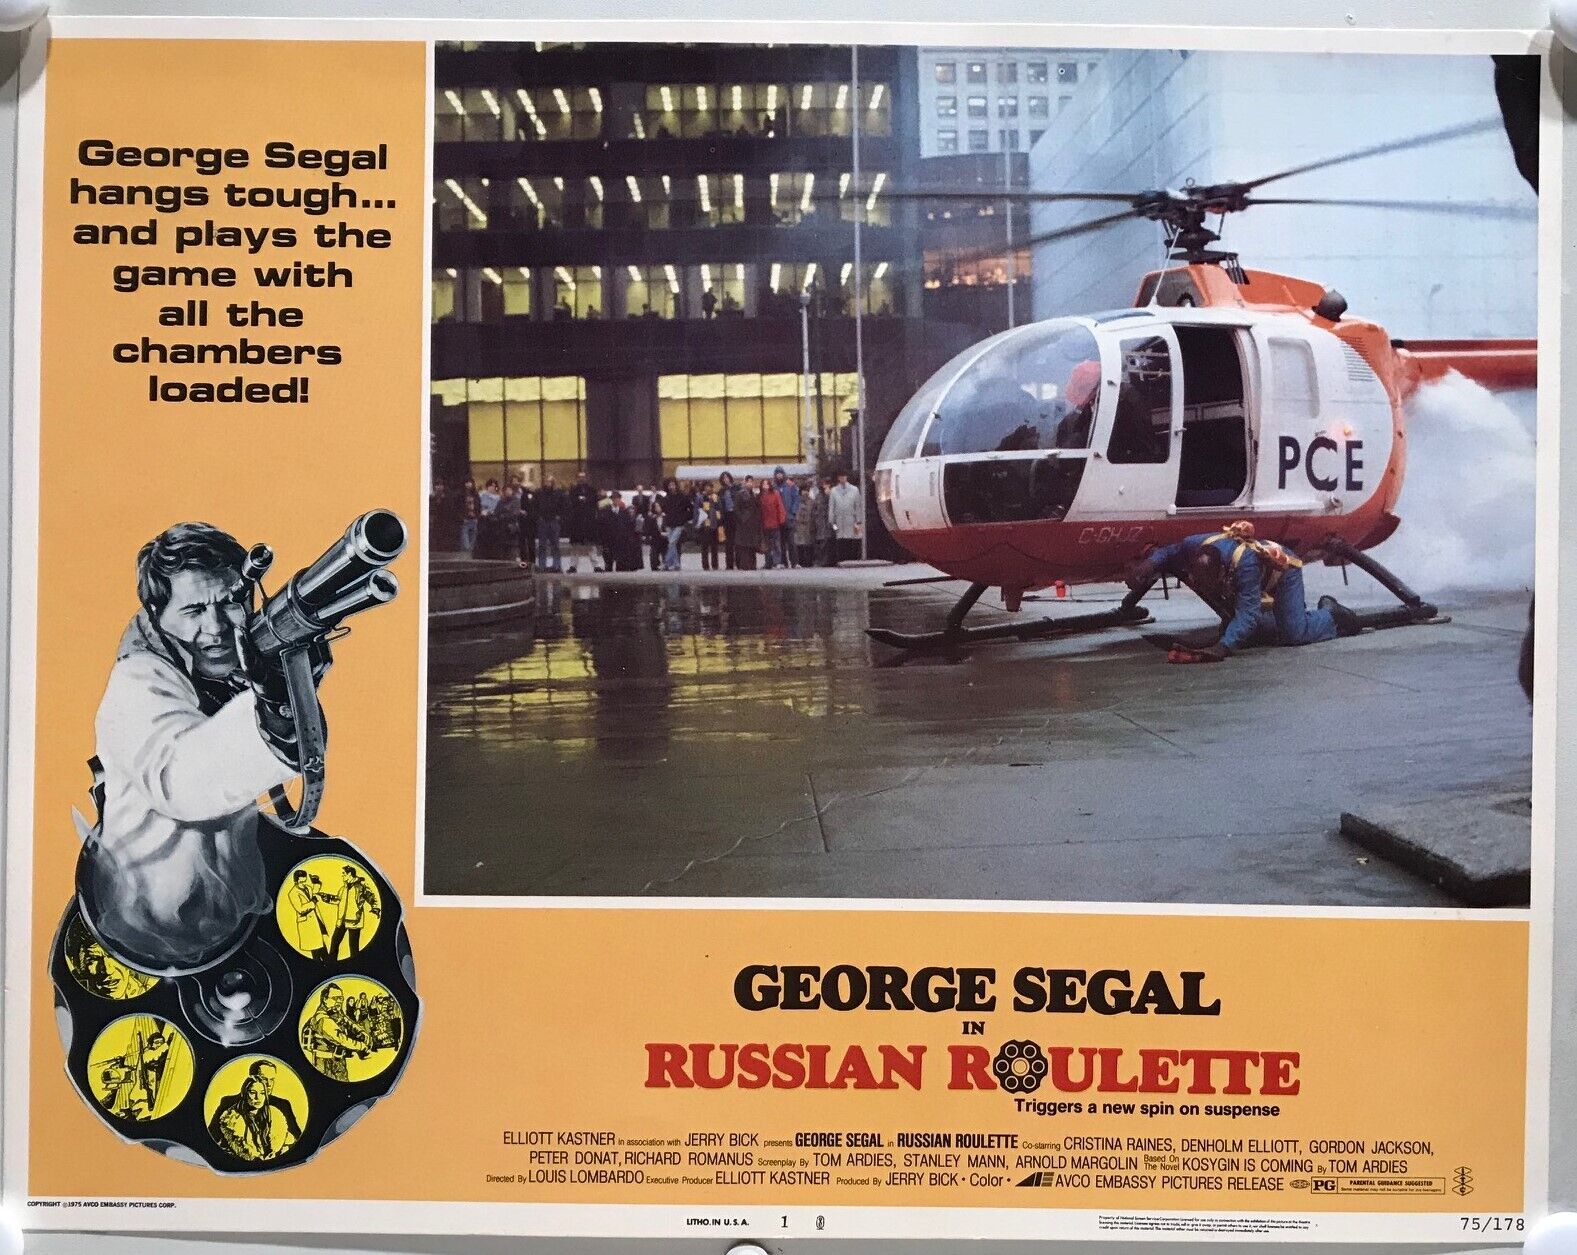 George Segal
hangs tough...
and plays the
game with
all the
chambers
loaded!
PCE
GEORGE SEGAL
IN
RUSSIAN ROULETTE
Triggers a new spin on suspense
ELLIOTT KASTNER in association with JERRY BICK presents GEORGE SEGAL in RUSSIAN ROULETTE Co-starring CRISTINA RAINES, DENHOLM ELLIOTT, GORDON JACKSON,
PETER DONAT, RICHARD ROMANUS Screenplay By TOM ARDIES, STANLEY MANN, ARNOLD MARGOLIN Based On The Novel KOSYGIN IS COMING By TOM ARDIES
Directed By LOUIS LOMBARDO Executive Producer ELLIOTT KASTNER Produced By JERRY BICK • Color • AVCO EMBASSY PICTURES RELEASE PG PARENTAL GUIDANCE SUGGESTED
COPYRIGHT ©1975 AVCO EMBASSY PICTURES CORP.
LITHO. IN U.S.A. 1
75/178